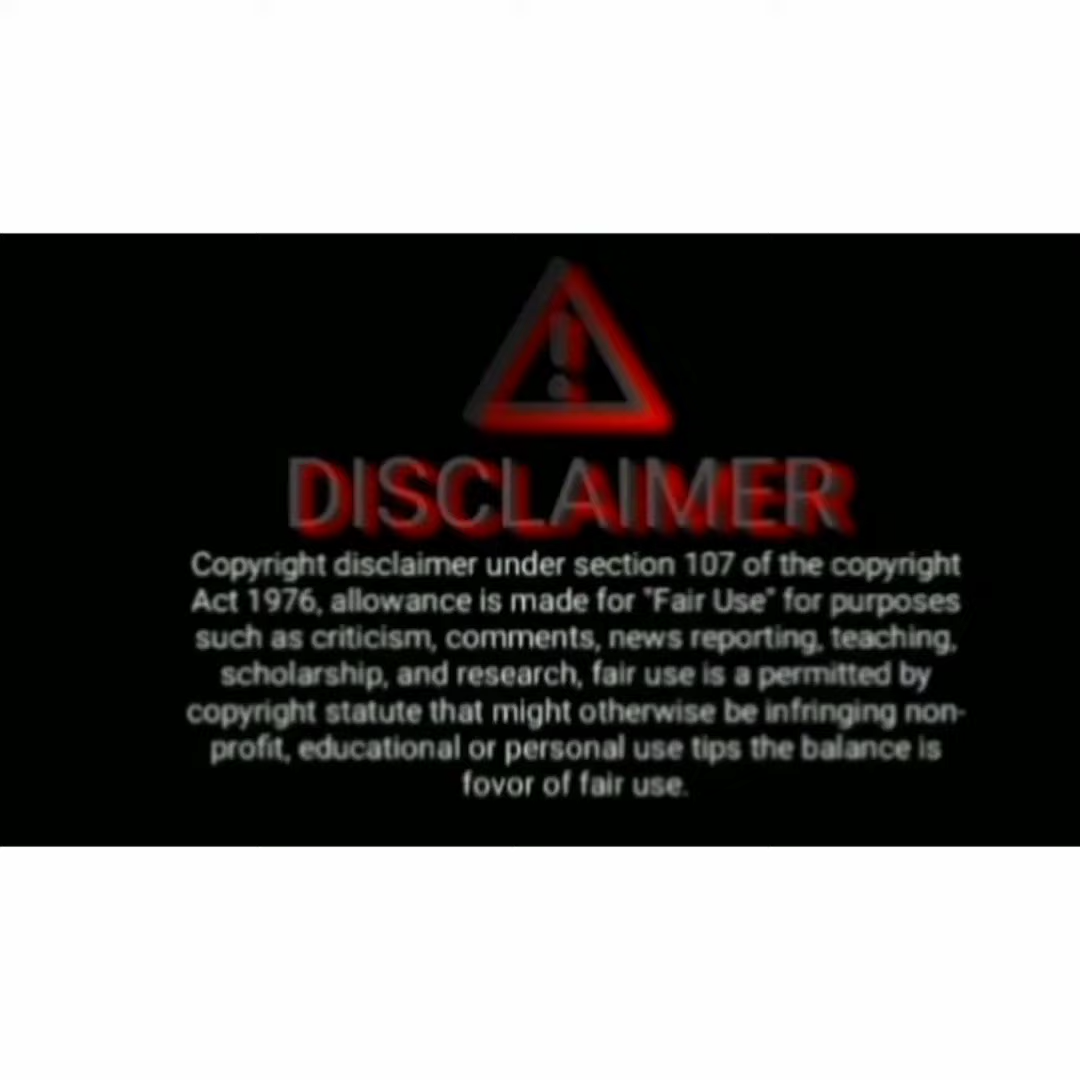 DISCLAIMER
Copyright disclaimer under section 107 of the copyright
Act 1976, allowance is made for "Fair Use" for purposes
such as criticism, comments, news reporting, teaching,
scholarship, and research, fair use is a permitted by
copyright statute that might otherwise be infringing non-
profit, educational or personal use tips the balance is
fovor of fair use.